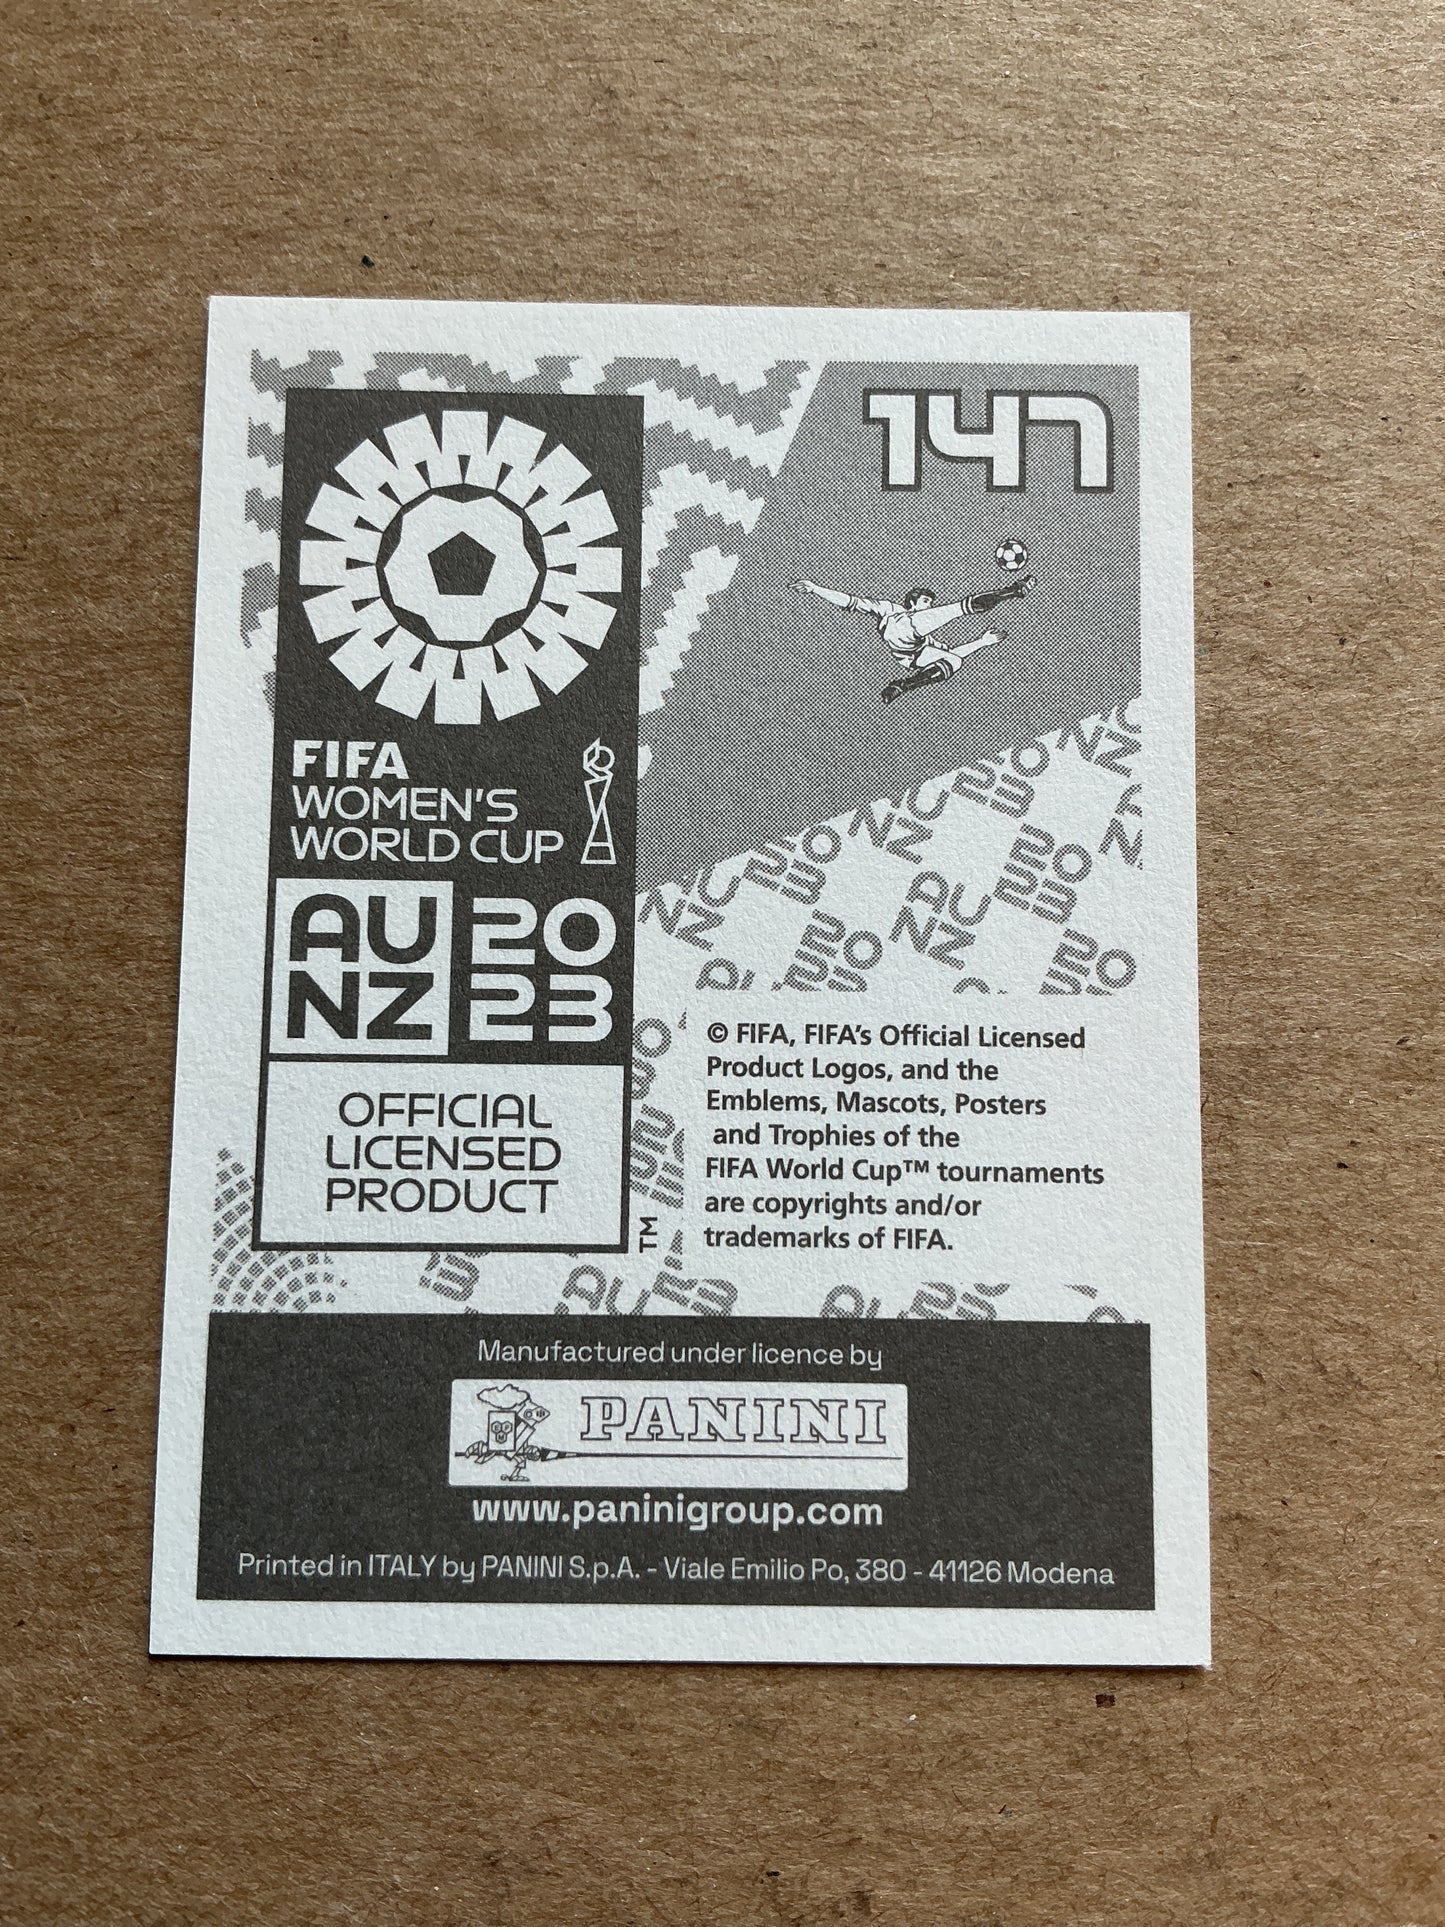 147
FIFA
WOMEN'S
WORLD CUP
AU 20
NZ 23
OFFICIAL
LICENSED
PRODUCT
TM
© FIFA, FIFA's Official Licensed
Product Logos, and the
Emblems, Mascots, Posters
and Trophies of the
FIFA World Cup™ tournaments
are copyrights and/or
trademarks of FIFA.
Manufactured under licence by
PANINI
www.paninigroup.com
Printed in ITALY by PANINI S.p.A. - Viale Emilio Po, 380 - 41126 Modena